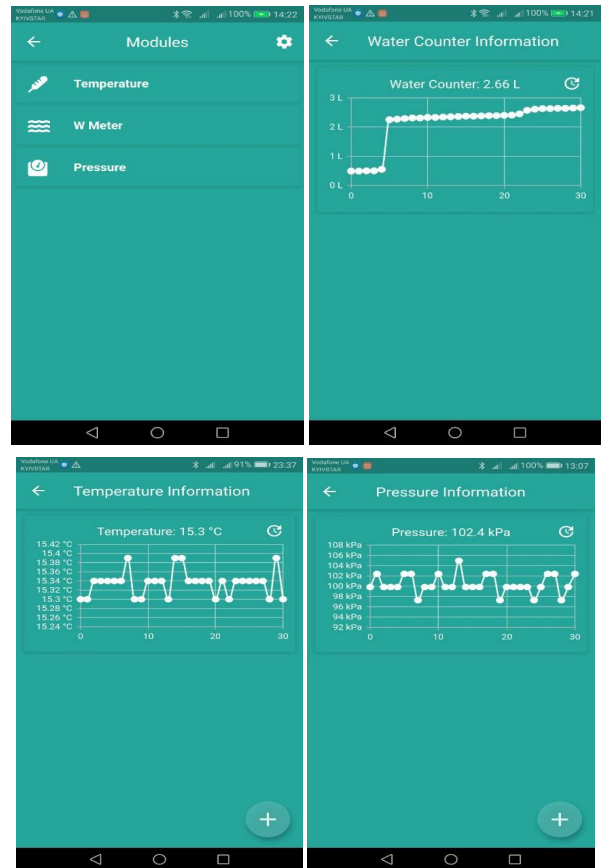 Vodafone UA
KYIVSTAR
100% 14:22
Modules
Temperature
W Meter
Pressure
Vodafone UA
KYIVSTAR
100% 14:21
Water Counter Information
Water Counter: 2.66 L
3 L
2 L
1 L
0 L
0 10 20 30
Vodafone UA
KYIVSTAR
91% 23:37
Temperature Information
Temperature: 15.3 °C
15.42 °C
15.4 °C
15.38 °C
15.36 °C
15.34 °C
15.32 °C
15.3 °C
15.28 °C
15.26 °C
15.24 °C
0 10 20 30
Vodafone UA
KYIVSTAR
100% 13:07
Pressure Information
Pressure: 102.4 kPa
108 kPa
106 kPa
104 kPa
102 kPa
100 kPa
98 kPa
96 kPa
94 kPa
92 kPa
0 10 20 30